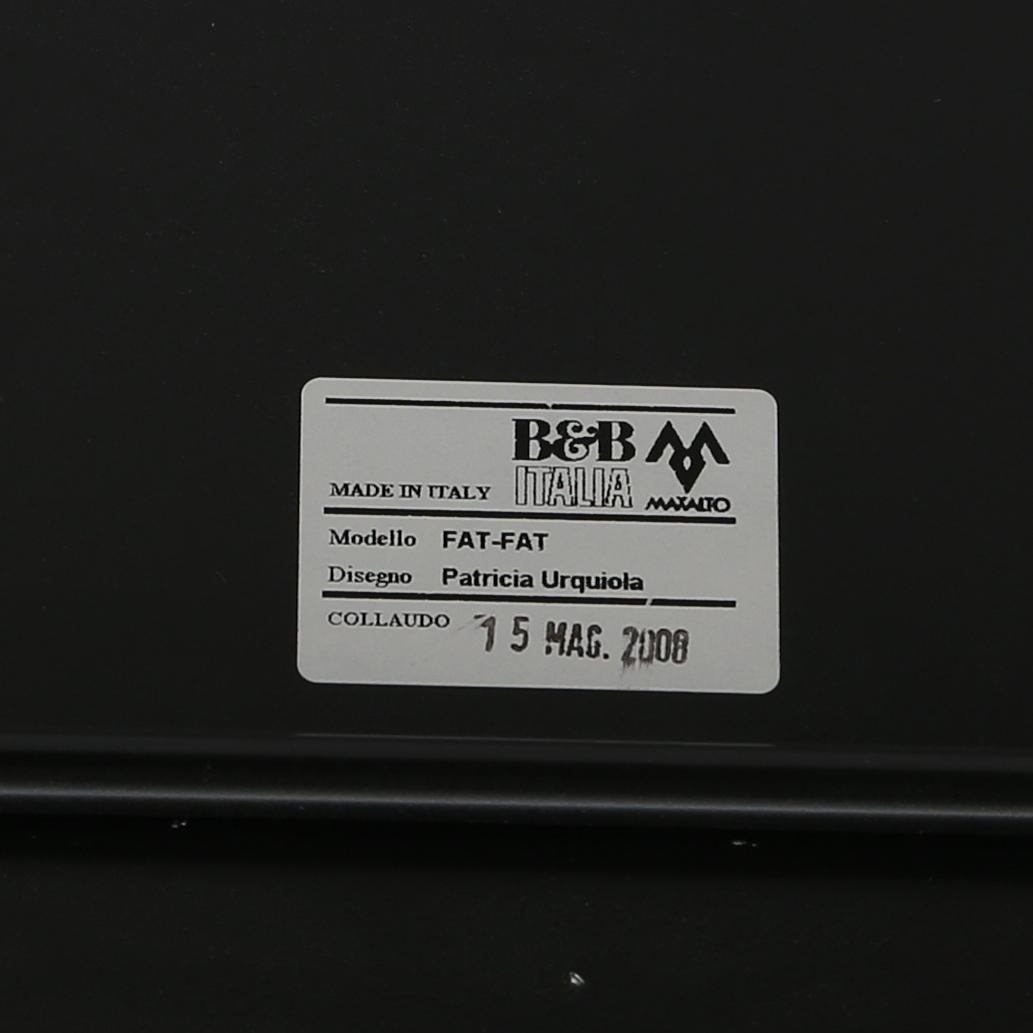 B&B
ITALIA
MAXALTO
MADE IN ITALY
Modello FAT-FAT
Disegno Patricia Urquiola
COLLAUDO 15 MAG. 2008